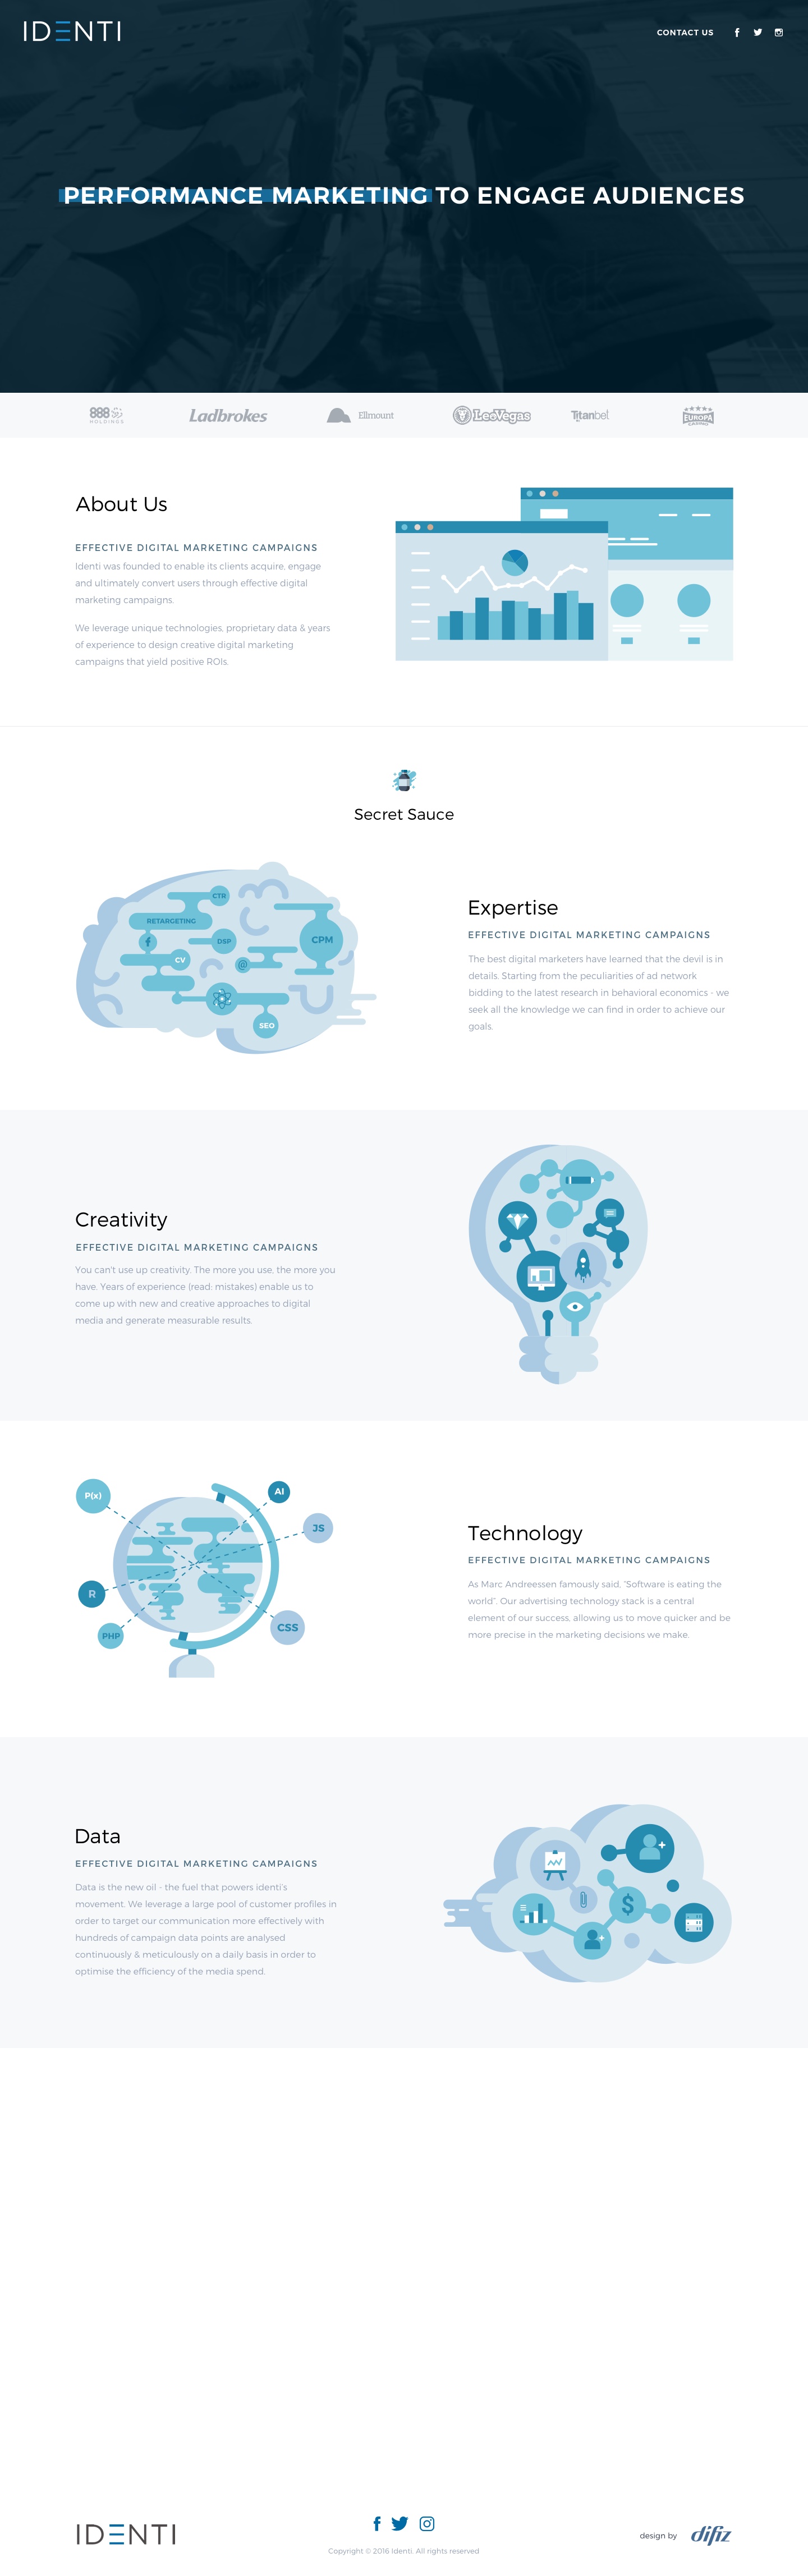 IDENTI
CONTACT US
PERFORMANCE MARKETING TO ENGAGE AUDIENCES
888
HOLDINGS
Ladbrokes
Ellmount
LeoVegas
Titanbet
EUROPA
About Us
EFFECTIVE DIGITAL MARKETING CAMPAIGNS
Identi was founded to enable its clients acquire, engage
and ultimately convert users through effective digital
marketing campaigns.
We leverage unique technologies, proprietary data & years
of experience to design creative digital marketing
campaigns that yield positive ROIs.
Secret Sauce
CTR
RETARGETING
DSP
CPM
CV
@
SEO
Expertise
EFFECTIVE DIGITAL MARKETING CAMPAIGNS
The best digital marketers have learned that the devil is in
details. Starting from the peculiarities of ad network
bidding to the latest research in behavioral economics - we
seek all the knowledge we can find in order to achieve our
goals.
Creativity
EFFECTIVE DIGITAL MARKETING CAMPAIGNS
You can't use up creativity. The more you use, the more you
have. Years of experience (read: mistakes) enable us to
come up with new and creative approaches to digital
media and generate measurable results.
P(x)
AI
JS
R
PHP
CSS
Technology
EFFECTIVE DIGITAL MARKETING CAMPAIGNS
As Marc Andreessen famously said, "Software is eating the
world". Our advertising technology stack is a central
element of our success, allowing us to move quicker and be
more precise in the marketing decisions we make.
Data
EFFECTIVE DIGITAL MARKETING CAMPAIGNS
Data is the new oil - the fuel that powers identi's
movement. We leverage a large pool of customer profiles in
order to target our communication more effectively with
hundreds of campaign data points are analysed
continuously & meticulously on a daily basis in order to
optimise the efficiency of the media spend.
$
IDENTI
Copyright © 2016 Identi. All rights reserved
design by difiz